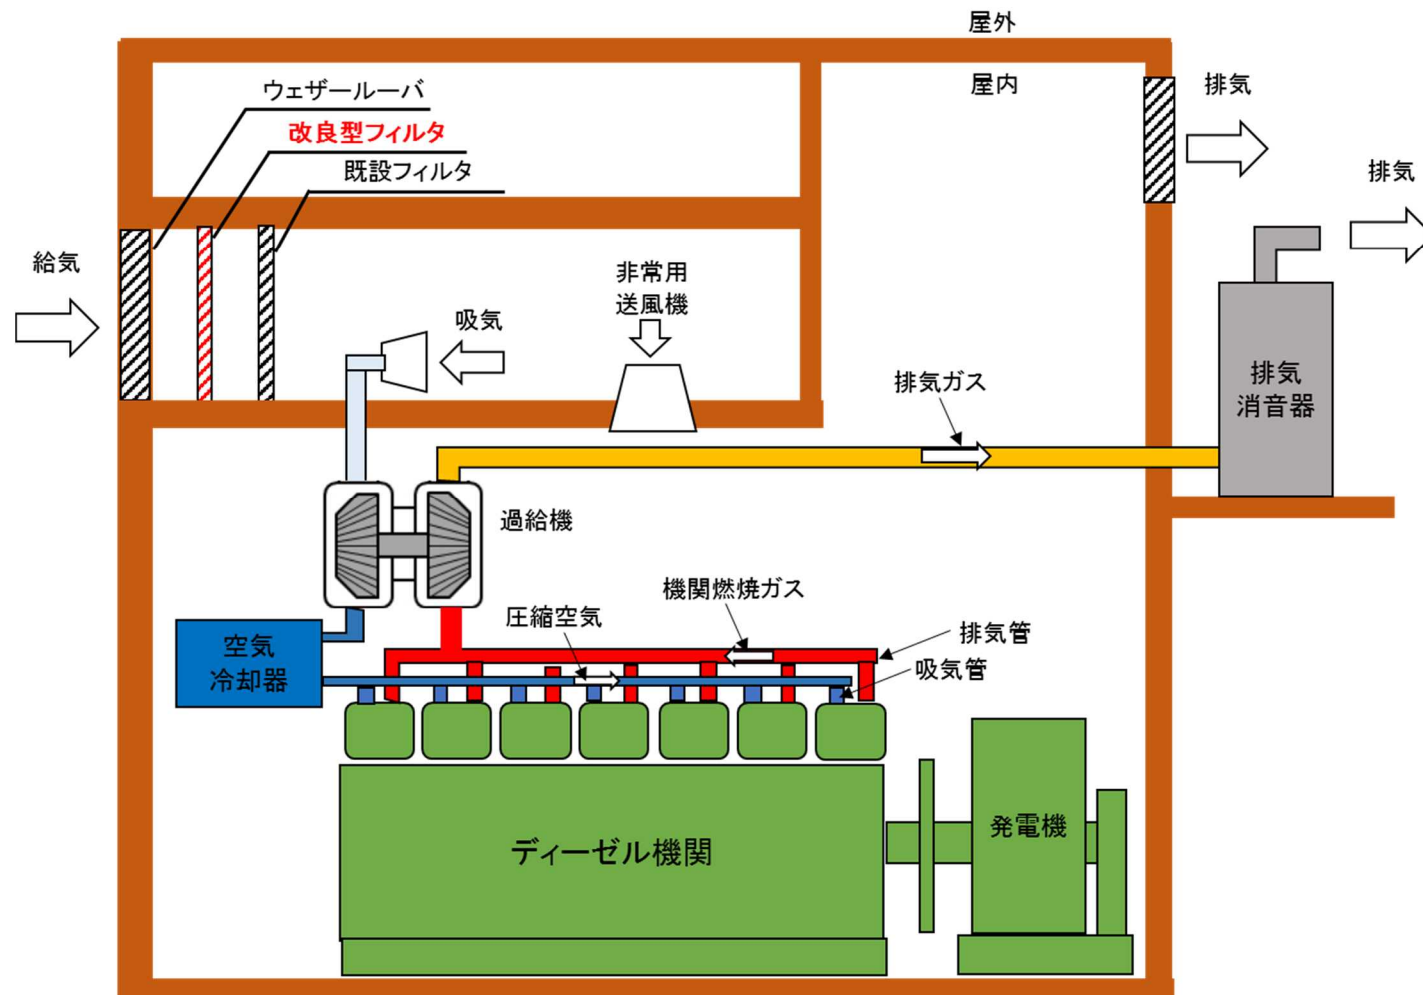 屋外
屋内
ウェザールーバ
改良型フィルタ
既設フィルタ
排気
排気
給気
非常用
送風機
吸気
排気ガス
排気
消音器
過給機
機関燃焼ガス
圧縮空気
排気管
吸気管
空気
冷却器
ディーゼル機関
発電機